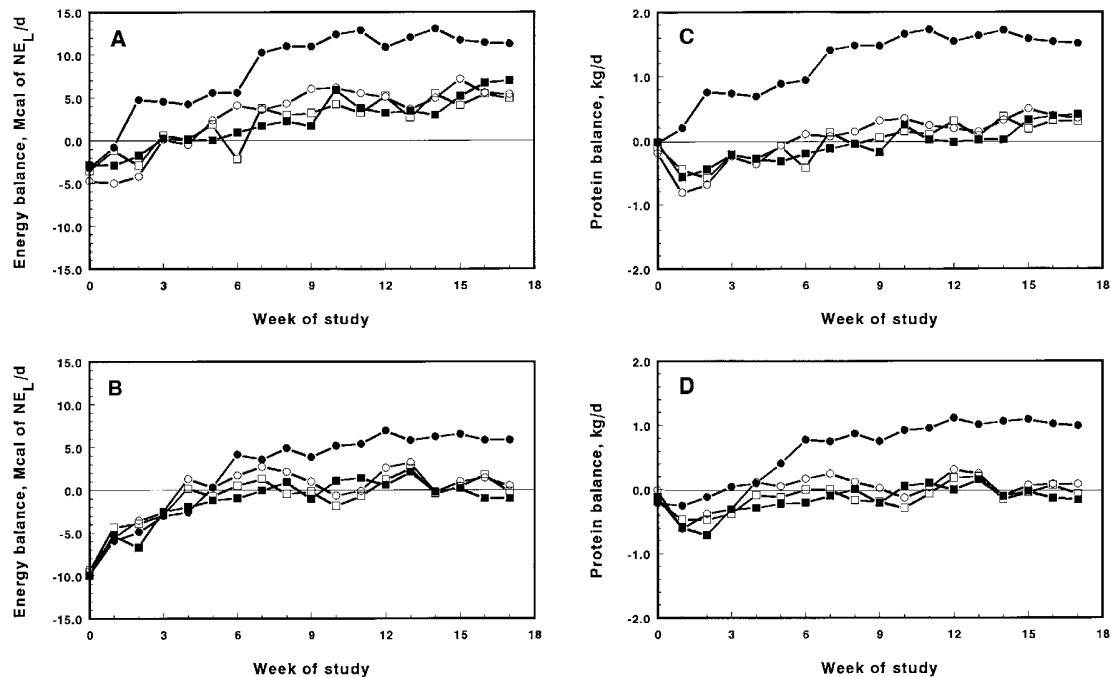 A
Energy balance, Mcal of NE_L/d
15.0
10.0
5.0
0.0
-5.0
-10.0
-15.0
0 3 6 9 12 15 18
Week of study
C
Protein balance, kg/d
2.0
1.0
0.0
-1.0
-2.0
0 3 6 9 12 15 18
Week of study
B
Energy balance, Mcal of NE_L/d
15.0
10.0
5.0
0.0
-5.0
-10.0
-15.0
0 3 6 9 12 15 18
Week of study
D
Protein balance, kg/d
2.0
1.0
0.0
-1.0
-2.0
0 3 6 9 12 15 18
Week of study